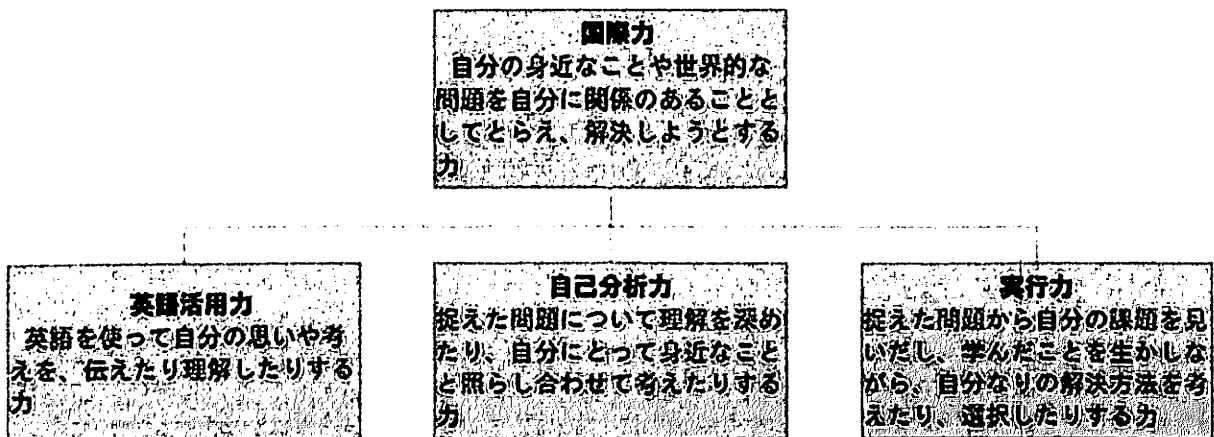 国際力
自分の身近なことや世界的な
問題を自分に関係のあることと
してとらえ、解決しようとする
力
英語活用力
英語を使って自分の思いや考
えを、伝えたり理解したりする
力
自己分析力
捉えた問題について理解を深め
たり、自分にとって身近なこと
と照らし合わせて考えたりする
力
実行力
捉えた問題から自分の課題を見
いだし、学んだことを生かしな
がら、自分なりの解決方法を考
えたり、選択したりする力